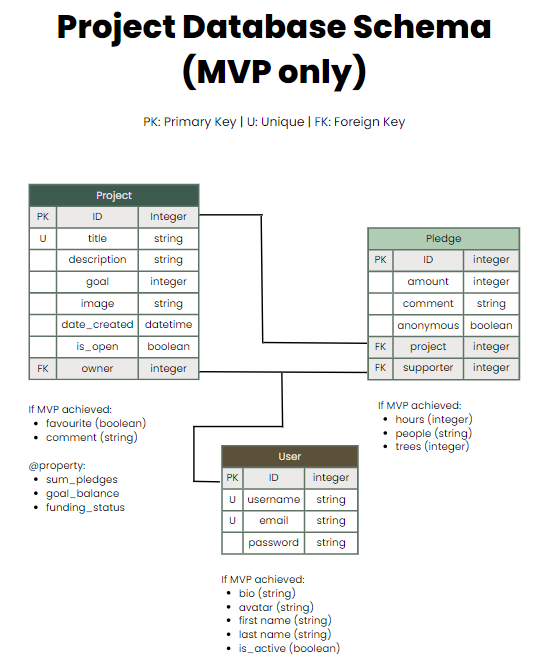 Project Database Schema
(MVP only)
PK: Primary Key | U: Unique | FK: Foreign Key
Project
PK ID Integer
U title string
description string
goal integer
image string
date_created datetime
is_open boolean
FK owner integer
If MVP achieved:
• favourite (boolean)
• comment (string)
@property:
• sum_pledges
• goal_balance
• funding_status
Pledge
PK ID integer
amount integer
comment string
anonymous boolean
FK project integer
FK supporter integer
If MVP achieved:
• hours (integer)
• people (string)
• trees (integer)
User
PK ID integer
U username string
U email string
password string
If MVP achieved:
• bio (string)
• avatar (string)
• first name (string)
• last name (string)
• is_active (boolean)